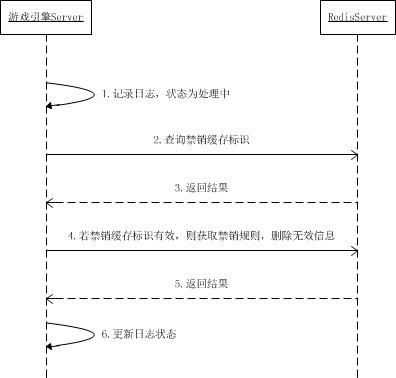 游戏引擎Server
RedisServer
1.记录日志，状态为处理中
2.查询禁销缓存标识
3.返回结果
4.若禁销缓存标识有效，则获取禁销规则，删除无效信息
5.返回结果
6.更新日志状态